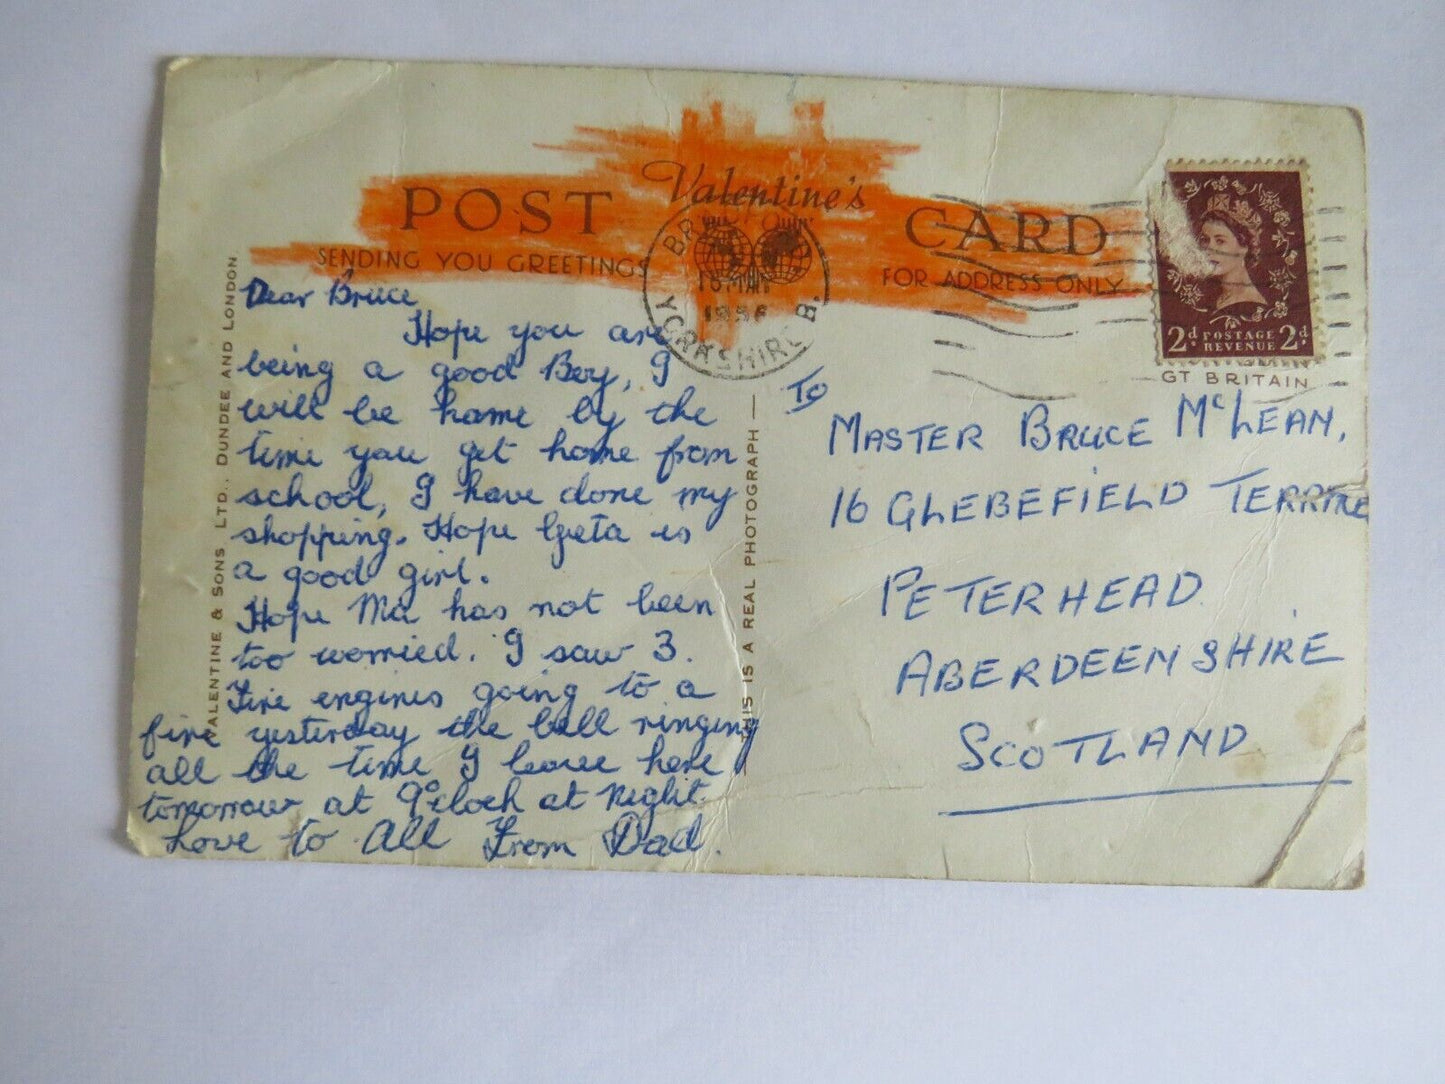 POST Valentine's CARD
SENDING YOU GREETINGS
FOR ADDRESS ONLY
YORKSHIRE B.
1956
2d POSTAGE REVENUE 2d
GT BRITAIN
Dear Bruce
Hope you are
being a good Boy, I
will be home by the
time you get home from
school, I have done my
shopping. Hope Greta is
a good girl.
Hope Ma has not been
too worried. I saw 3.
Fire engines going to a
fire yesterday the bell ringing
all the time I leave here
tomorrow at 9oclock at Night.
Love to All From Dad.
To
MASTER BRUCE McLEAN,
16 GLEBEFIELD
PETERHEAD
ABERDEENSHIRE
SCOTLAND
VALENTINE & SONS LTD., DUNDEE AND LONDON.
THIS IS A REAL PHOTOGRAPH